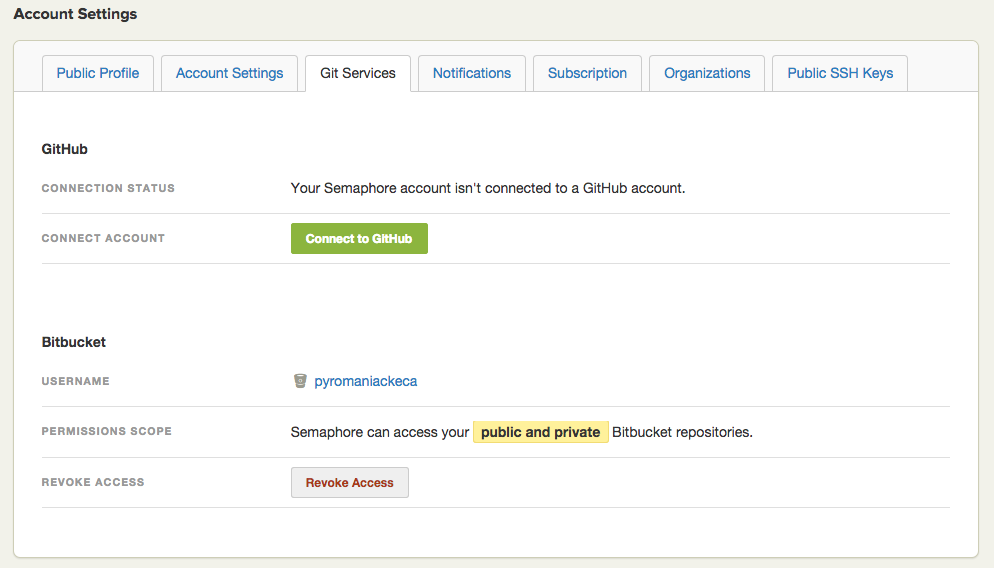 Account Settings
Public Profile Account Settings Git Services Notifications Subscription Organizations Public SSH Keys
GitHub
CONNECTION STATUS Your Semaphore account isn't connected to a GitHub account.
CONNECT ACCOUNT Connect to GitHub
Bitbucket
USERNAME pyromaniackeca
PERMISSIONS SCOPE Semaphore can access your public and private Bitbucket repositories.
REVOKE ACCESS Revoke Access